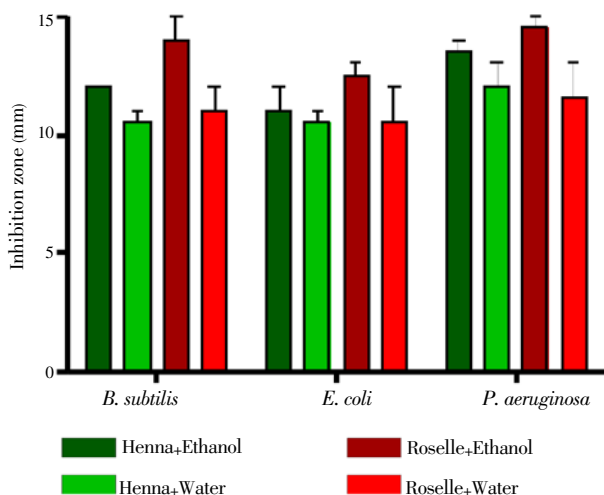 15
10
5
0
Inhibition zone (mm)
B. subtilis E. coli P. aeruginosa
Henna+Ethanol Roselle+Ethanol
Henna+Water Roselle+Water